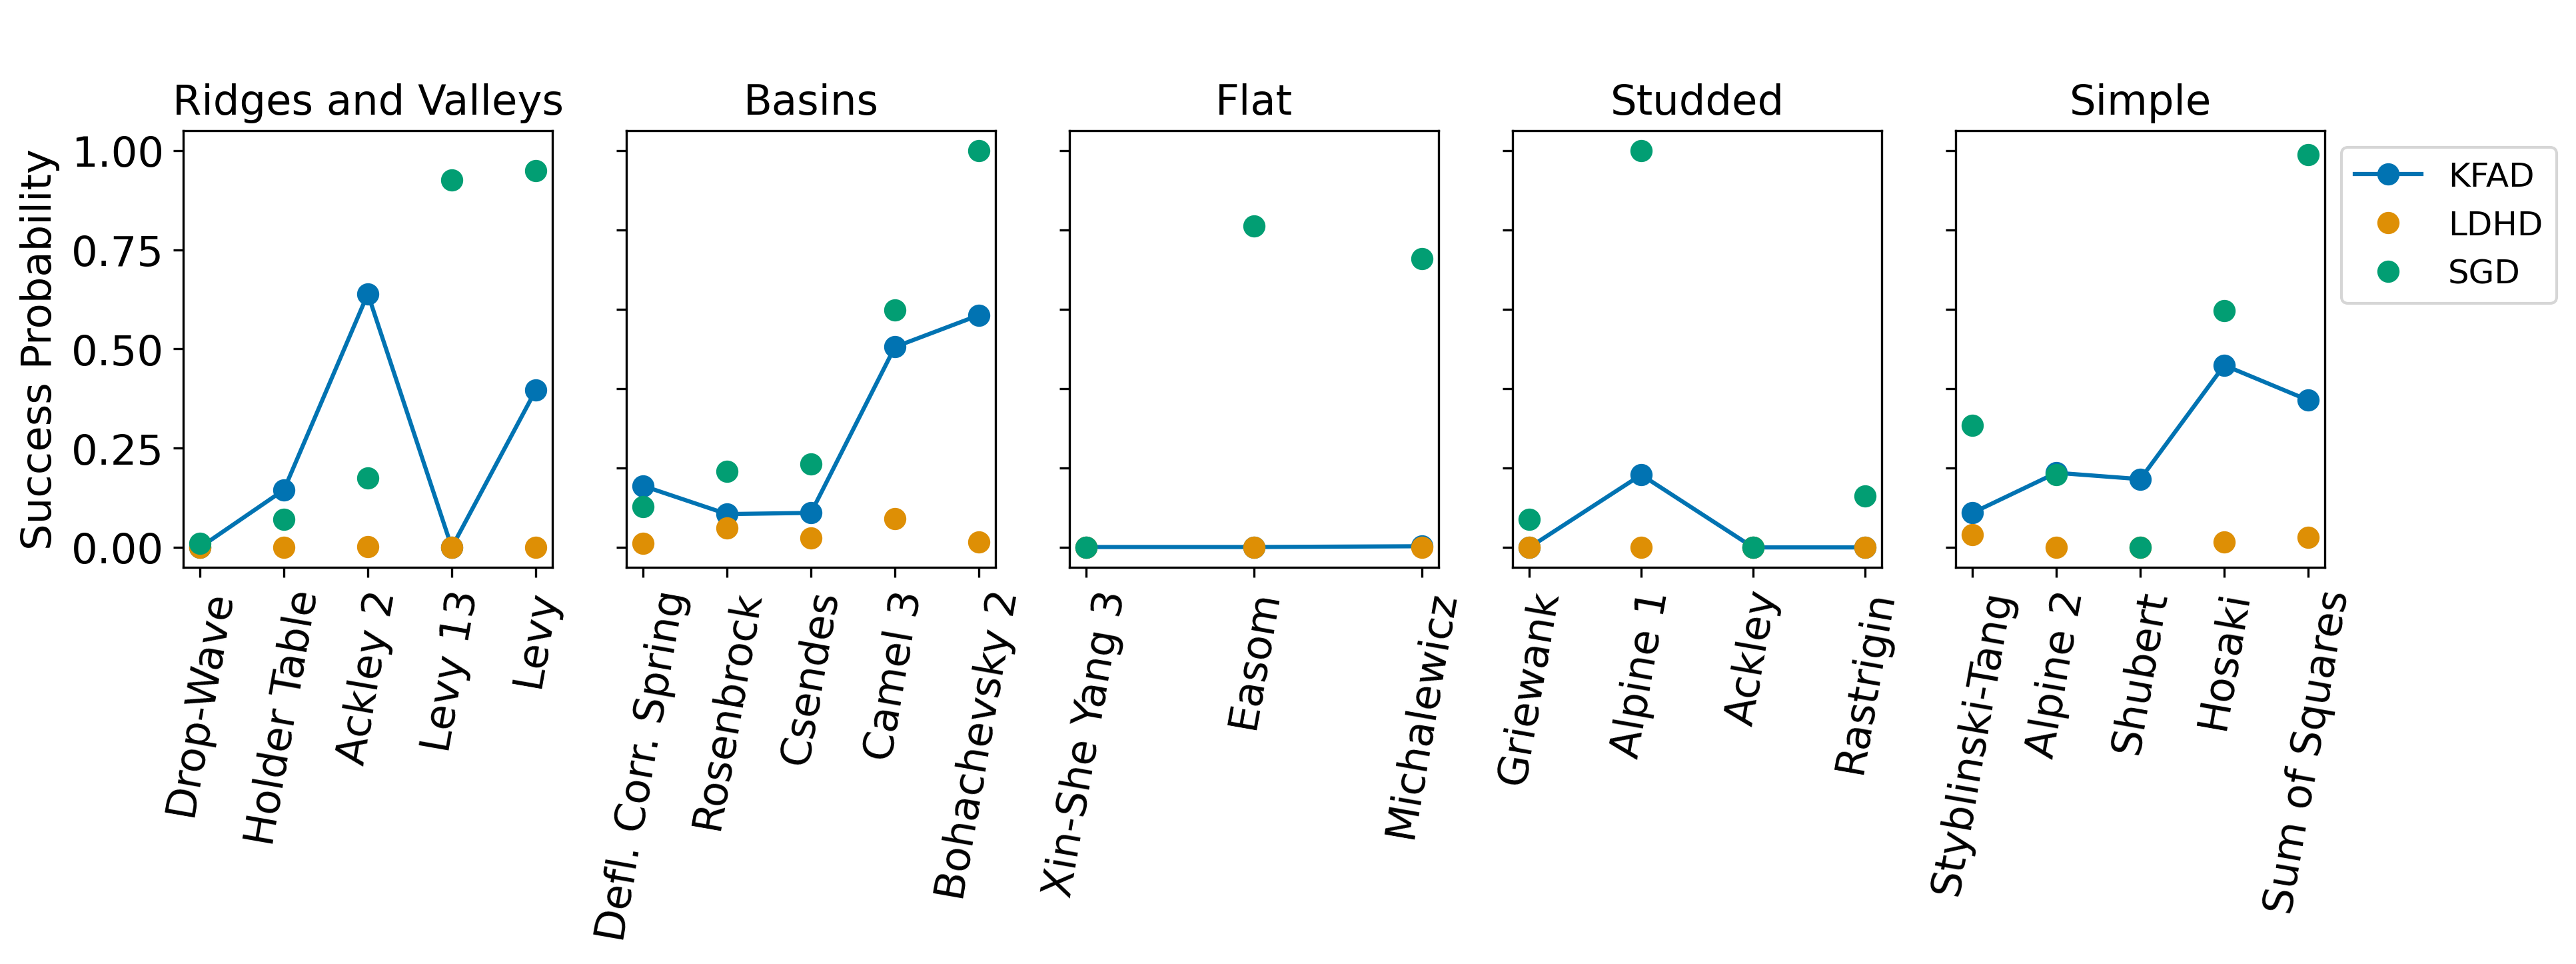 Ridges and Valleys
Basins
Flat
Studded
Simple
Success Probability
1.00
0.75
0.50
0.25
0.00
KFAD
LDHD
SGD
Drop-Wave
Holder Table
Ackley 2
Levy 13
Levy
Defl. Corr. Spring
Rosenbrock
Csendes
Camel 3
Bohachevsky 2
Xin-She Yang 3
Easom
Michalewicz
Griewank
Alpine 1
Ackley
Rastrigin
Styblinski-Tang
Alpine 2
Shubert
Hosaki
Sum of Squares